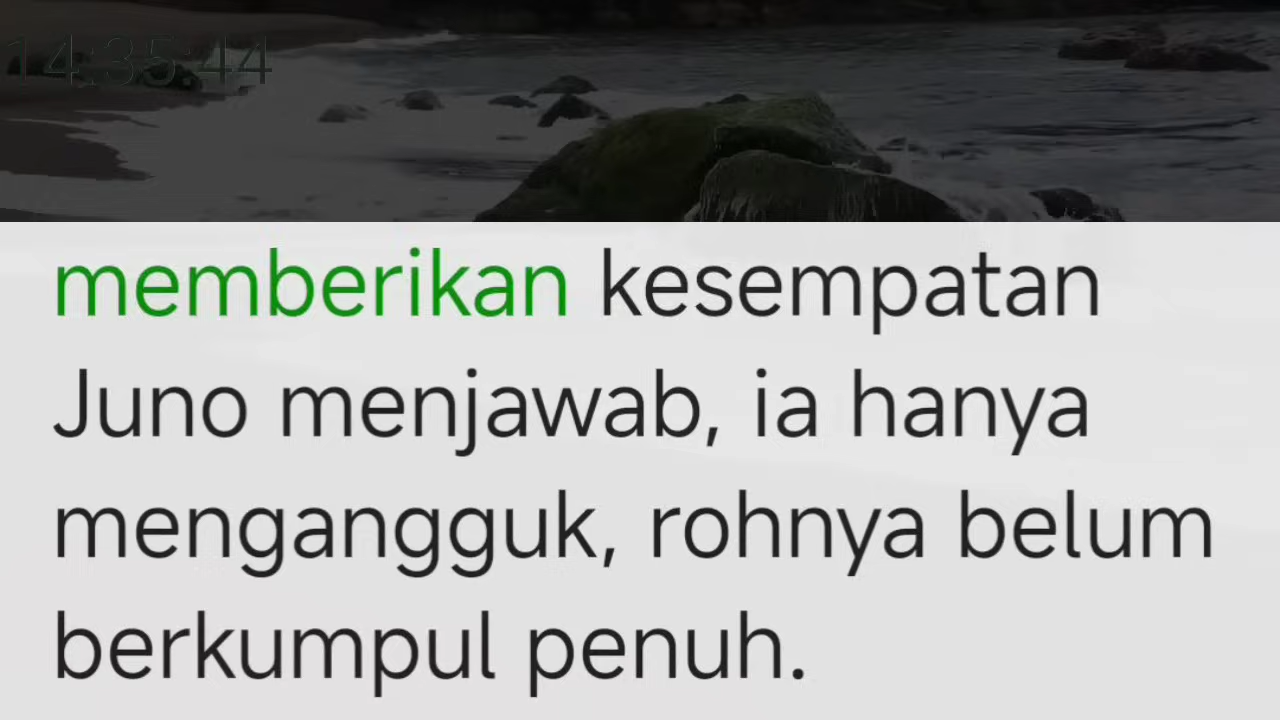 14:35:44
memberikan kesempatan
Juno menjawab, ia hanya
mengangguk, rohnya belum
berkumpul penuh.